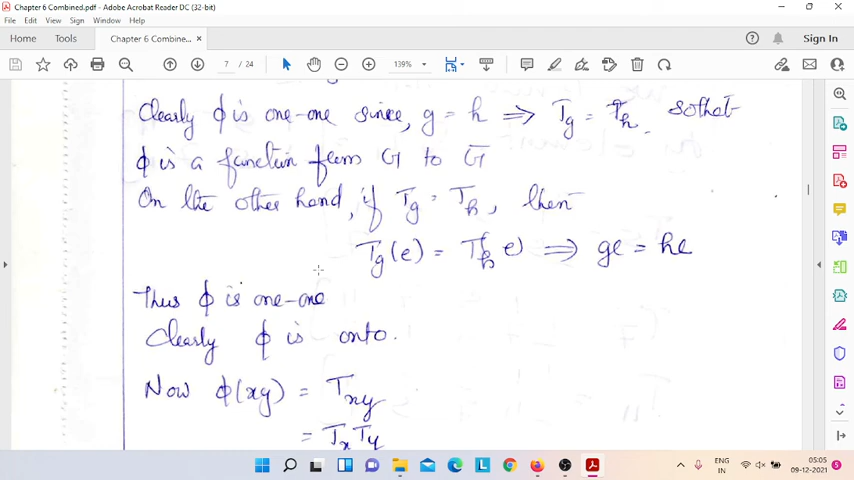 Chapter 6 Combined.pdf - Adobe Acrobat Reader DC (32-bit)
File Edit View Sign Window Help
Home Tools Chapter 6 Combine... × Sign In
7 / 24 139%
Clearly ϕ is one-one since, g = h ⟹ T_g = T_h sothat
ϕ is a function from G to G̅
On the other hand, if T_g = T_h, then
T_g(e) = T_h(e) ⟹ ge = he
Thus ϕ is one-one
Clearly ϕ is onto.
Now ϕ(xy) = T_xy
= T_x T_y
ENG
IN
05:05
09-12-2021
5